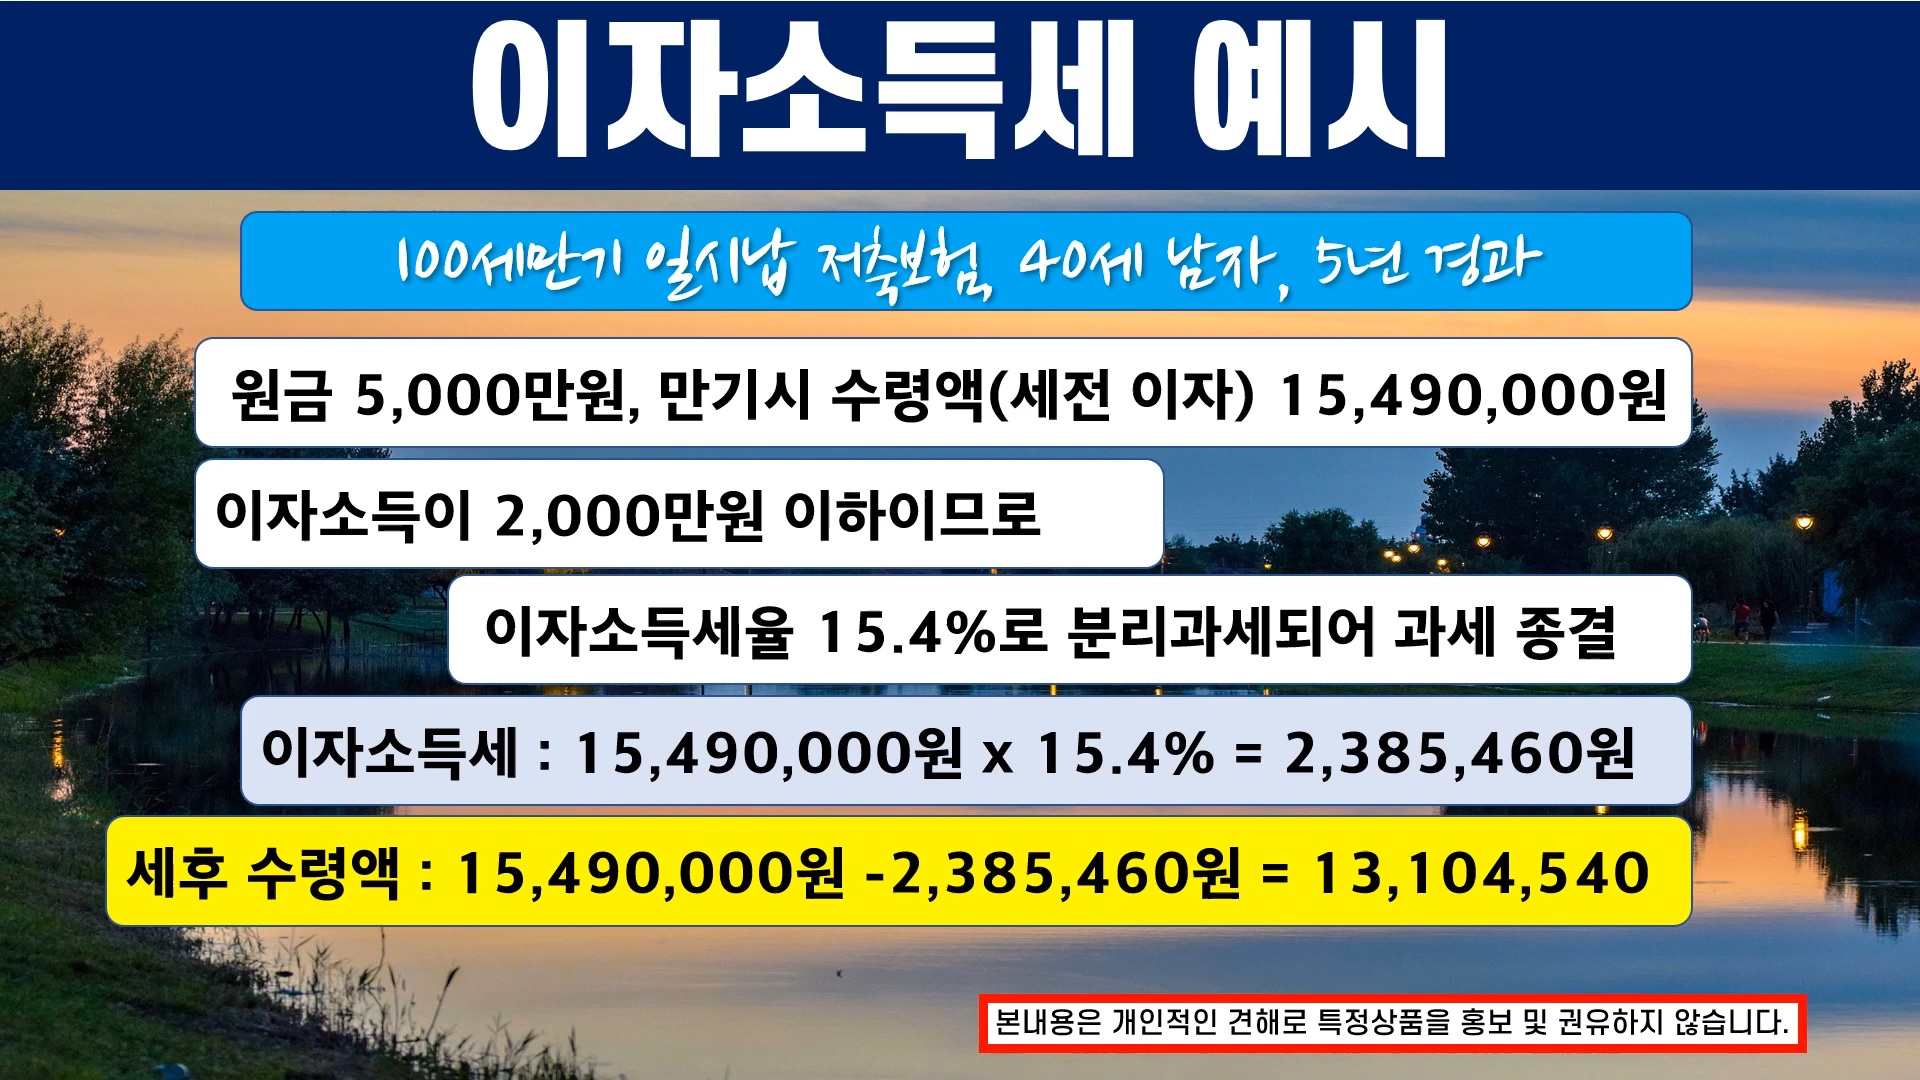 이자소득세 예시
100세만기 일시납 저축보험, 40세 남자, 5년 경과
원금 5,000만원, 만기시 수령액(세전 이자) 15,490,000원
이자소득이 2,000만원 이하이므로
이자소득세율 15.4%로 분리과세되어 과세 종결
이자소득세 : 15,490,000원 x 15.4% = 2,385,460원
세후 수령액 : 15,490,000원 -2,385,460원 = 13,104,540
본내용은 개인적인 견해로 특정상품을 홍보 및 권유하지 않습니다.